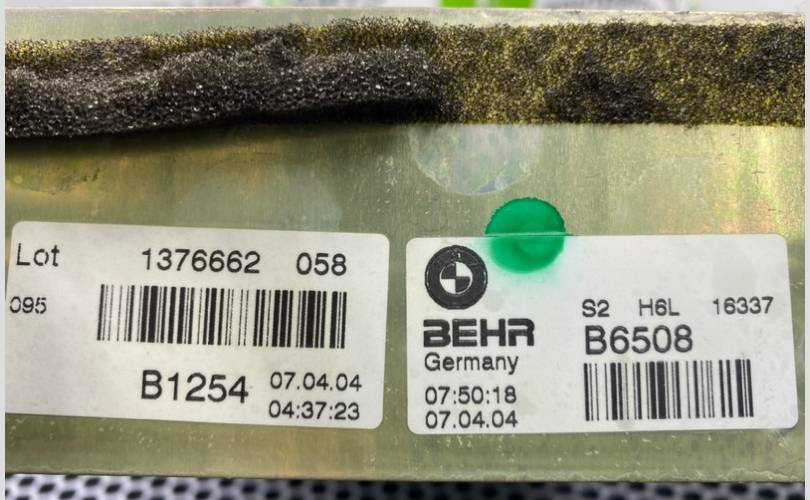 Lot 1376662 058
095
B1254 07.04.04
04:37:23
S2 H6L 16337
BEHR B6508
Germany
07:50:18
07.04.04